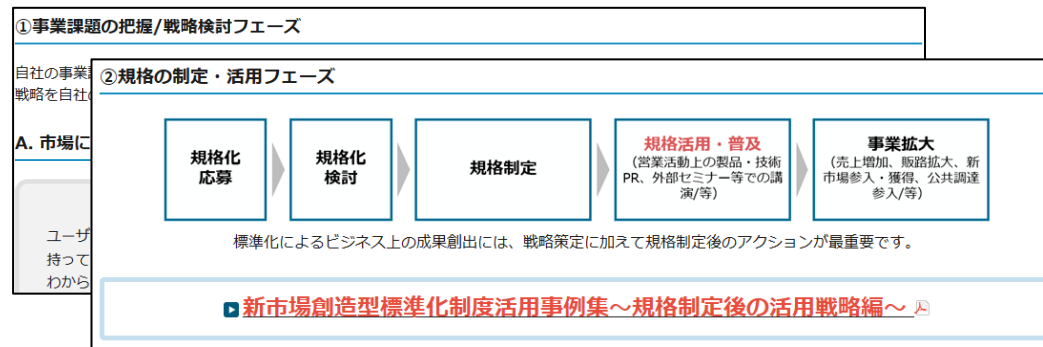 ①事業課題の把握/戦略検討フェーズ
自社の事業
戦略を自社
A. 市場に
ユーザ
持って
わから
②規格の制定・活用フェーズ
規格化
応募
規格化
検討
規格制定
規格活用・普及
(営業活動上の製品・技術
PR、外部セミナー等での講
演/等)
事業拡大
(売上増加、販路拡大、新
市場参入・獲得、公共調達
参入/等)
標準化によるビジネス上の成果創出には、戦略策定に加えて規格制定後のアクションが最重要です。
新市場創造型標準化制度活用事例集~規格制定後の活用戦略編~